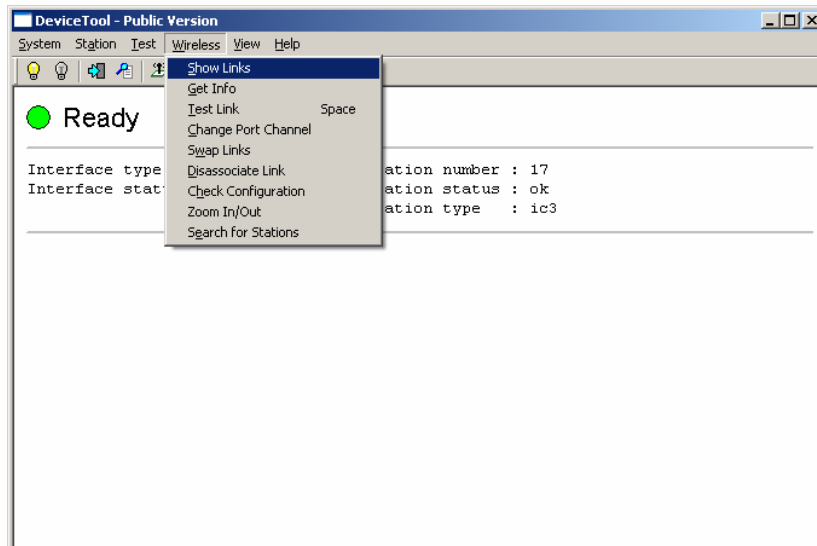 DeviceTool - Public Version
System Station Test Wireless View Help
Show Links
Get Info
Test Link Space
Change Port Channel
Swap Links
Disassociate Link
Check Configuration
Zoom In/Out
Search for Stations
Ready
Interface type ation number : 17
Interface stat ation status : ok
ation type : ic3